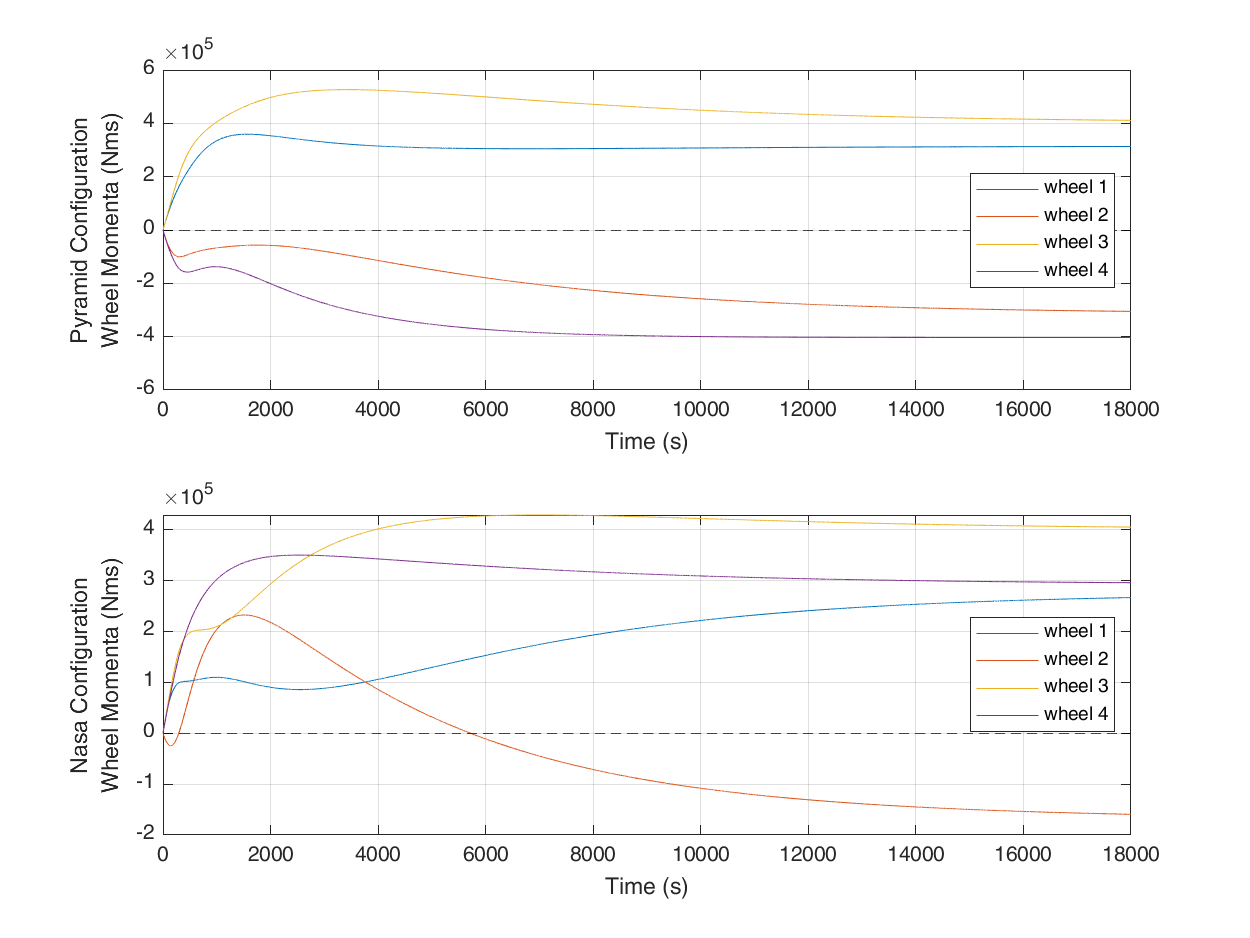 ×10^5
6
4
2
0
-2
-4
-6
Pyramid Configuration
Wheel Momenta (Nms)
wheel 1
wheel 2
wheel 3
wheel 4
0 2000 4000 6000 8000 10000 12000 14000 16000 18000
Time (s)
×10^5
4
3
2
1
0
-1
-2
Nasa Configuration
Wheel Momenta (Nms)
wheel 1
wheel 2
wheel 3
wheel 4
0 2000 4000 6000 8000 10000 12000 14000 16000 18000
Time (s)